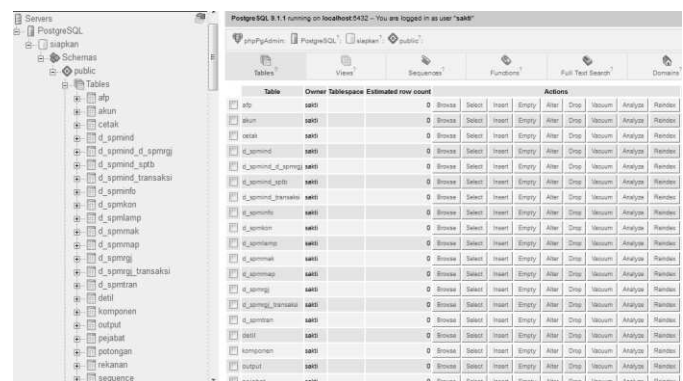 Servers
PostgreSQL
siapkan
Schemas
public
Tables
afp
akun
cetak
d_spmind
d_spmind_d_spmrgj
d_spmind_sptb
d_spmind_transaksi
d_spminfo
d_spmkon
d_spmlamp
d_spmmak
d_spmmap
d_spmrgj
d_spmrgj_transaksi
d_spmtran
detil
komponen
output
pejabat
potongan
rekanan
sequence
PostgreSQL 9.1.1 running on localhost:5432 -- You are logged in as user "sakti"
phpPgAdmin: PostgreSQL?: siapkan?: public?:
Tables? Views? Sequences? Functions? Full Text Search? Domains
Table Owner Tablespace Estimated row count Actions
afp sakti 0 Browse Select Insert Empty Alter Drop Vacuum Analyze Reindex
akun sakti 0 Browse Select Insert Empty Alter Drop Vacuum Analyze Reindex
cetak sakti 0 Browse Select Insert Empty Alter Drop Vacuum Analyze Reindex
d_spmind sakti 0 Browse Select Insert Empty Alter Drop Vacuum Analyze Reindex
d_spmind_d_spmrgj sakti 0 Browse Select Insert Empty Alter Drop Vacuum Analyze Reindex
d_spmind_sptb sakti 0 Browse Select Insert Empty Alter Drop Vacuum Analyze Reindex
d_spmind_transaksi sakti 0 Browse Select Insert Empty Alter Drop Vacuum Analyze Reindex
d_spminfo sakti 0 Browse Select Insert Empty Alter Drop Vacuum Analyze Reindex
d_spmkon sakti 0 Browse Select Insert Empty Alter Drop Vacuum Analyze Reindex
d_spmlamp sakti 0 Browse Select Insert Empty Alter Drop Vacuum Analyze Reindex
d_spmmak sakti 0 Browse Select Insert Empty Alter Drop Vacuum Analyze Reindex
d_spmmap sakti 0 Browse Select Insert Empty Alter Drop Vacuum Analyze Reindex
d_spmrgj sakti 0 Browse Select Insert Empty Alter Drop Vacuum Analyze Reindex
d_spmrgj_transaksi sakti 0 Browse Select Insert Empty Alter Drop Vacuum Analyze Reindex
d_spmtran sakti 0 Browse Select Insert Empty Alter Drop Vacuum Analyze Reindex
detil sakti 0 Browse Select Insert Empty Alter Drop Vacuum Analyze Reindex
komponen sakti 0 Browse Select Insert Empty Alter Drop Vacuum Analyze Reindex
output sakti 0 Browse Select Insert Empty Alter Drop Vacuum Analyze Reindex